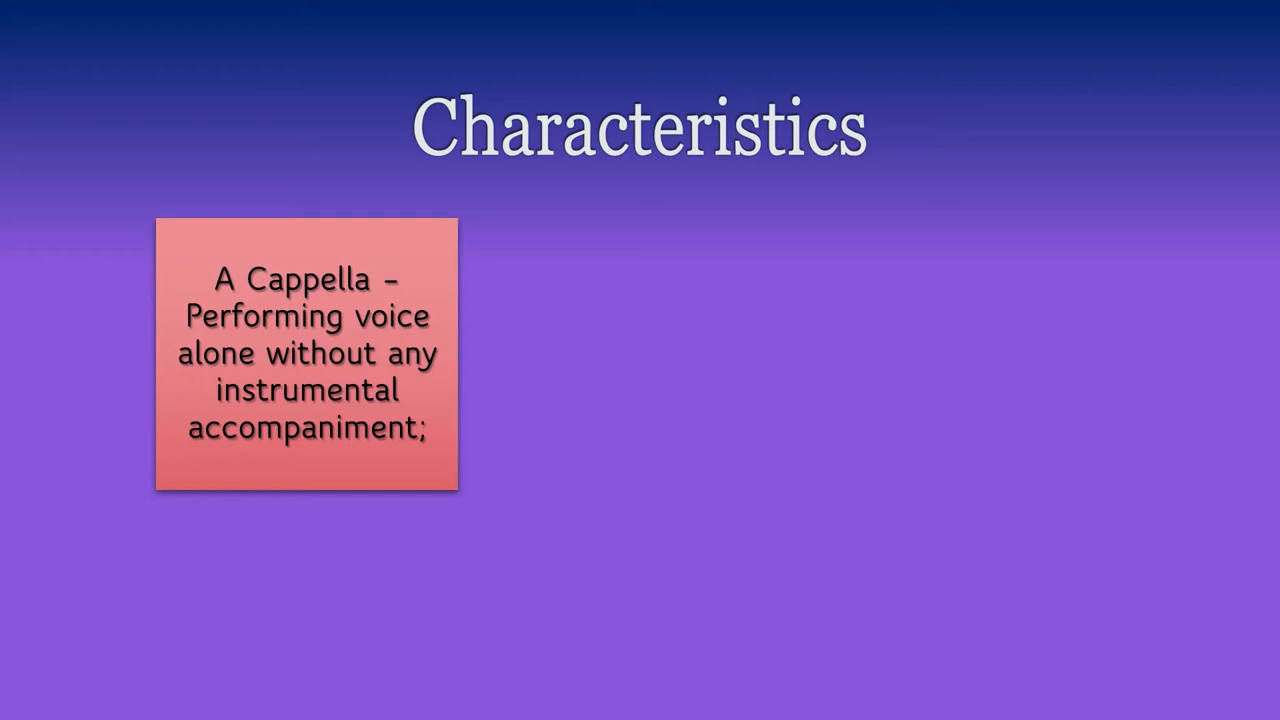 Characteristics
A Cappella –
Performing voice
alone without any
instrumental
accompaniment;